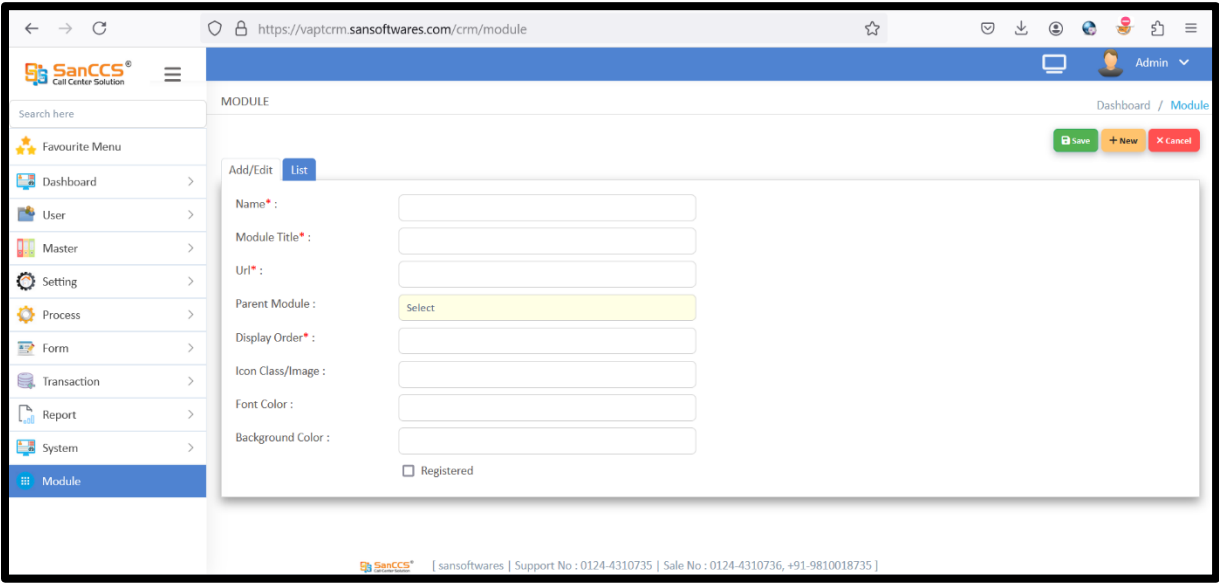 https://vaptcrm.sansoftwares.com/crm/module
SanCCS®
Call Center Solution
Admin
Search here
MODULE
Dashboard / Module
Favourite Menu
Save
New
Cancel
Dashboard
Add/Edit
List
User
Master
Setting
Process
Form
Transaction
Report
System
Module
Name* :
Module Title* :
Url* :
Parent Module :
Select
Display Order* :
Icon Class/Image :
Font Color :
Background Color :
Registered
SanCCS® [ sansoftwares | Support No : 0124-4310735 | Sale No : 0124-4310736, +91-9810018735 ]